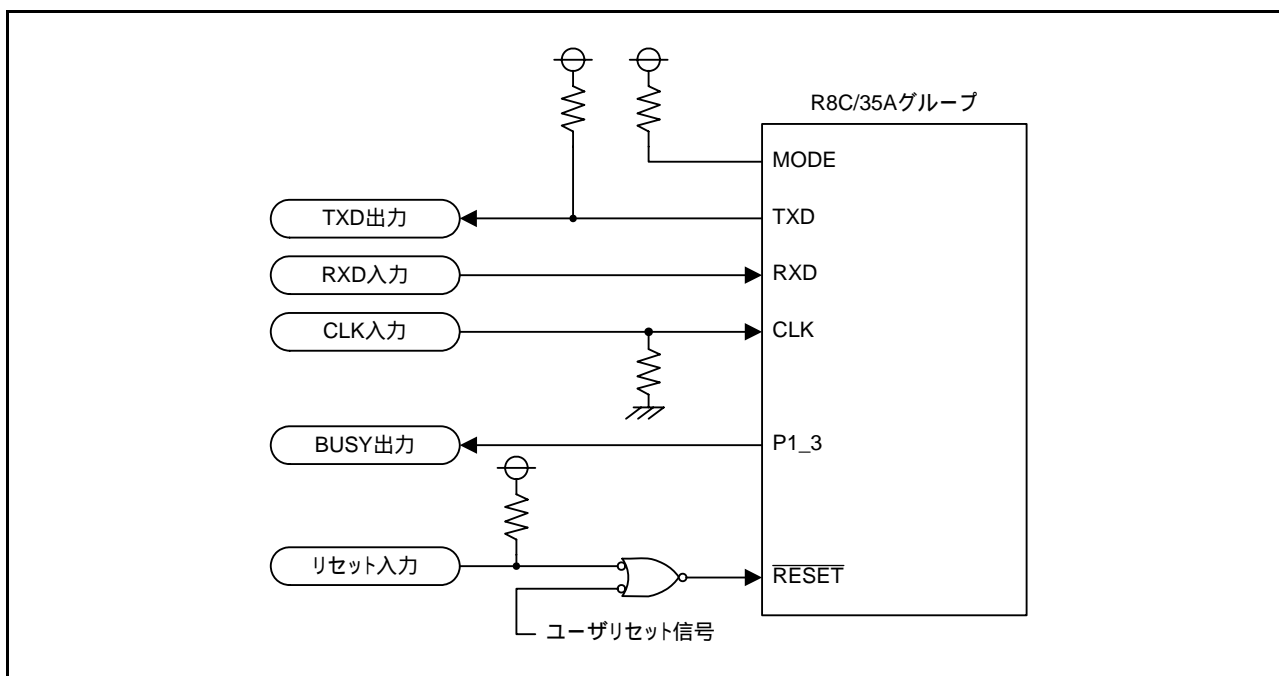 R8C/35Aグループ
MODE
TXD出力
TXD
RXD入力
RXD
CLK入力
CLK
BUSY出力
P1_3
リセット入力
RESET
ユーザリセット信号